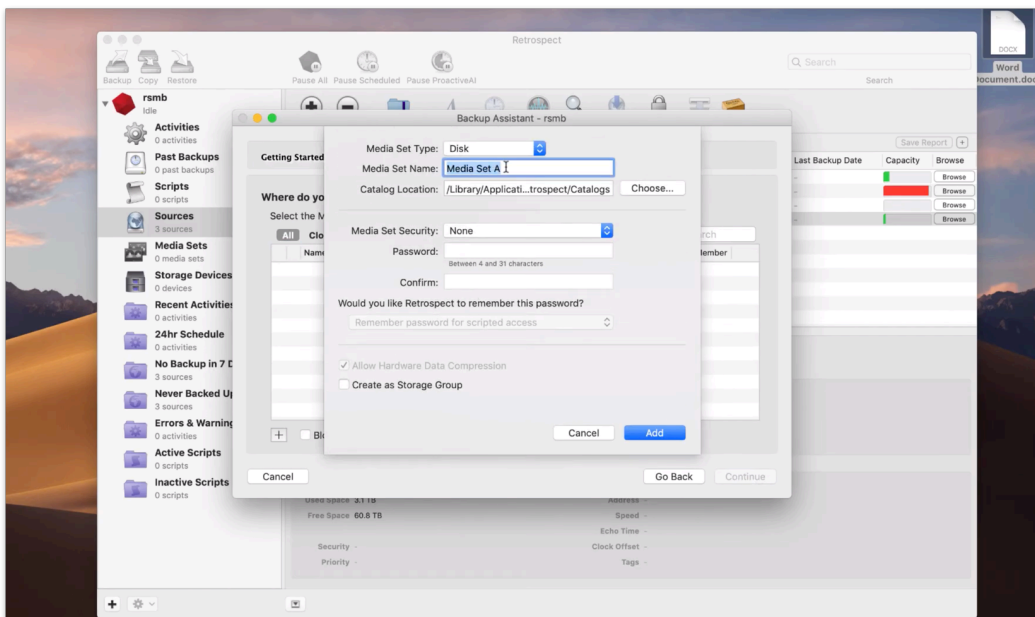 Retrospect
DOCX
Word
Document.doc
Backup Copy Restore
Pause All Pause Scheduled Pause ProactiveAI
Search
Search
rsmb
Idle
Activities
0 activities
Past Backups
0 past backups
Scripts
0 scripts
Sources
3 sources
Media Sets
0 media sets
Storage Devices
0 devices
Recent Activities
0 activities
24hr Schedule
0 activities
No Backup in 7 D
3 sources
Never Backed Up
3 sources
Errors & Warning
0 activities
Active Scripts
0 scripts
Inactive Scripts
0 scripts
Backup Assistant - rsmb
Getting Started
Where do yo
Select the M
All Clo
Name
Media Set Type: Disk
Media Set Name: Media Set A
Catalog Location: /Library/Applicati...trospect/Catalogs Choose...
Media Set Security: None
Password:
Between 4 and 31 characters
Confirm:
Would you like Retrospect to remember this password?
Remember password for scripted access
Allow Hardware Data Compression
Create as Storage Group
Cancel Add
rch
ember
Blo
Cancel Go Back Continue
Save Report +
Last Backup Date Capacity Browse
- Browse
- Browse
- Browse
- Browse
Used Space 3.1 TB Address -
Free Space 60.8 TB Speed -
Echo Time -
Security - Clock Offset -
Priority - Tags -